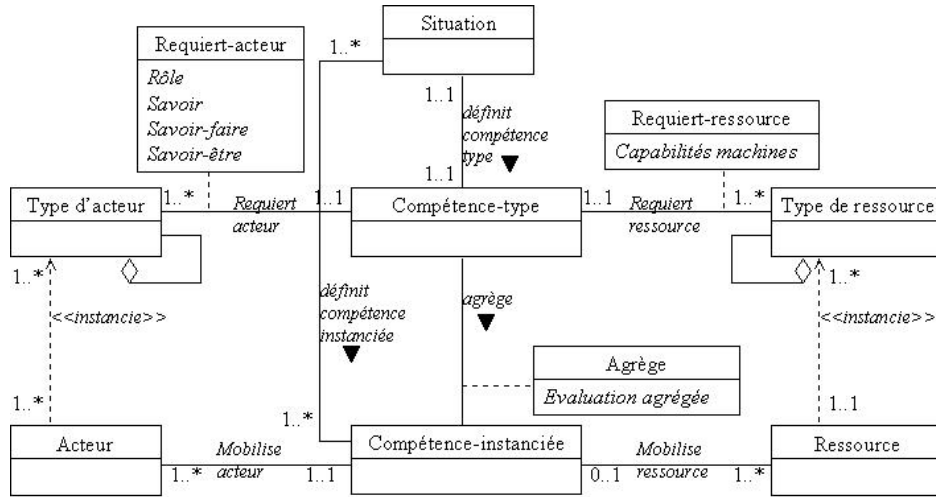 Situation
Requiert-acteur
1..*
Rôle
Savoir
Savoir-faire
Savoir-être
1..1
définit
compétence
type
Requiert-ressource
Capabilités machines
1..1
Type d'acteur
1..*
Requiert
acteur
1..1
Compétence-type
1..1
Requiert
ressource
1..*
Type de ressource
1..*
1..*
<<instancie>>
définit
compétence
instanciée
agrège
<<instancie>>
Agrège
Evaluation agrégée
1..*
1..*
1..1
Acteur
Mobilise
acteur
1..*
1..1
Compétence-instanciée
Mobilise
ressource
0..1
1..*
Ressource